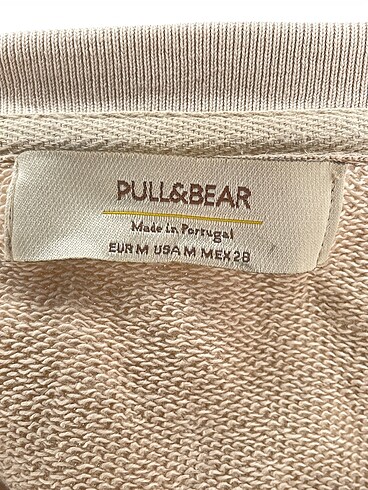 PULL&BEAR
Made in Portugal
EUR M USA M MEX 28